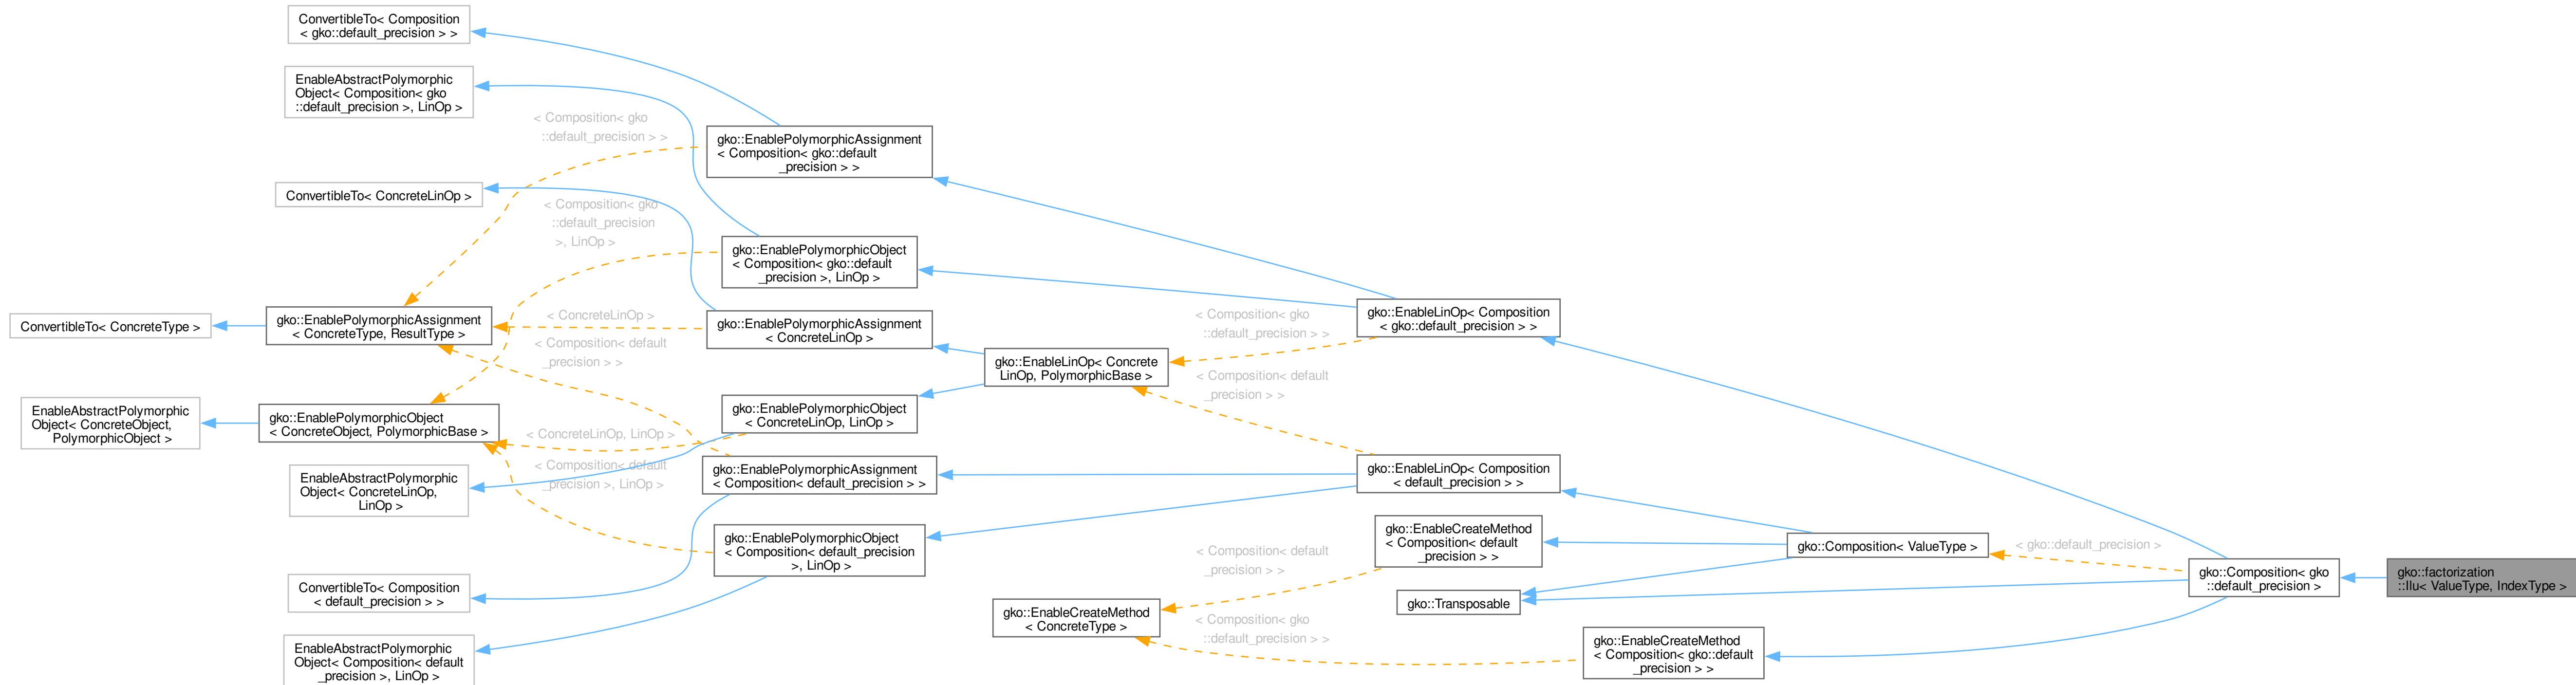 ConvertibleTo< Composition
< gko::default_precision > >
EnableAbstractPolymorphic
Object< Composition< gko
::default_precision >, LinOp >
ConvertibleTo< ConcreteLinOp >
ConvertibleTo< ConcreteType >
gko::EnablePolymorphicAssignment
< ConcreteType, ResultType >
EnableAbstractPolymorphic
Object< ConcreteObject,
PolymorphicObject >
gko::EnablePolymorphicObject
< ConcreteObject, PolymorphicBase >
EnableAbstractPolymorphic
Object< ConcreteLinOp,
LinOp >
ConvertibleTo< Composition
< default_precision > >
EnableAbstractPolymorphic
Object< Composition< default
_precision >, LinOp >
< Composition< gko
::default_precision > >
< Composition< gko
::default_precision
>, LinOp >
< ConcreteLinOp >
< Composition< default
_precision > >
< ConcreteLinOp, LinOp >
< Composition< default
_precision >, LinOp >
gko::EnablePolymorphicAssignment
< Composition< gko::default
_precision > >
gko::EnablePolymorphicObject
< Composition< gko::default
_precision >, LinOp >
gko::EnablePolymorphicAssignment
< ConcreteLinOp >
gko::EnablePolymorphicObject
< ConcreteLinOp, LinOp >
gko::EnablePolymorphicAssignment
< Composition< default_precision > >
gko::EnablePolymorphicObject
< Composition< default_precision
>, LinOp >
gko::EnableLinOp< Concrete
LinOp, PolymorphicBase >
gko::EnableCreateMethod
< ConcreteType >
< Composition< gko
::default_precision > >
< Composition< default
_precision > >
< Composition< default
_precision > >
< Composition< gko
::default_precision > >
gko::EnableLinOp< Composition
< gko::default_precision > >
gko::EnableLinOp< Composition
< default_precision > >
gko::EnableCreateMethod
< Composition< default
_precision > >
gko::Transposable
gko::EnableCreateMethod
< Composition< gko::default
_precision > >
gko::Composition< ValueType >
< gko::default_precision >
gko::Composition< gko
::default_precision >
gko::factorization
::Ilu< ValueType, IndexType >